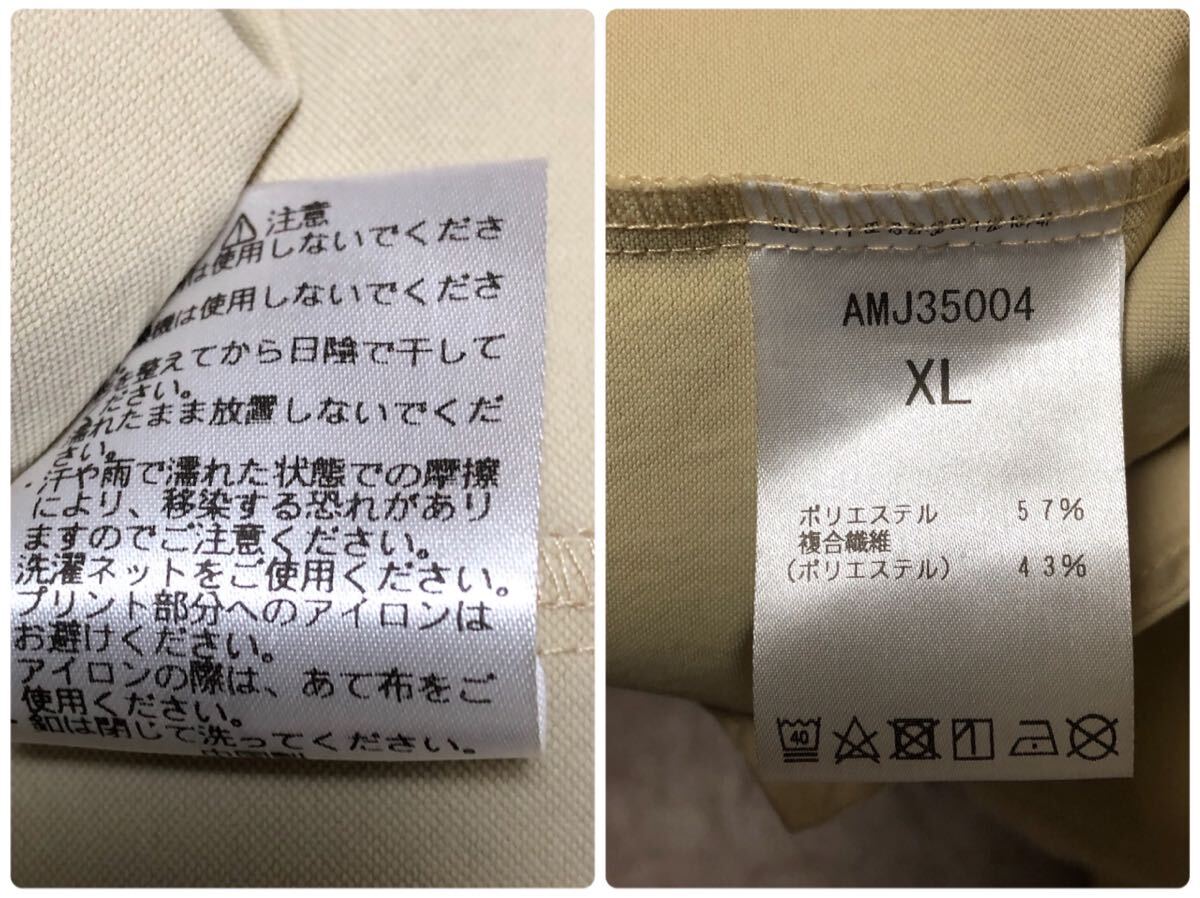 注意
は使用しないでくださ
機は使用しないでくださ
を整えてから日陰で干して
ください。
濡れたまま放置しないでくだ
さい。
汗や雨で濡れた状態での摩擦
により、移染する恐れがあり
ますのでご注意ください。
洗濯ネットをご使用ください。
プリント部分へのアイロンは
お避けください。
アイロンの際は、あて布をご
使用ください。
釦は閉じて洗ってください。
AMJ35004
XL
ポリエステル 57%
複合繊維
(ポリエステル) 43%
40